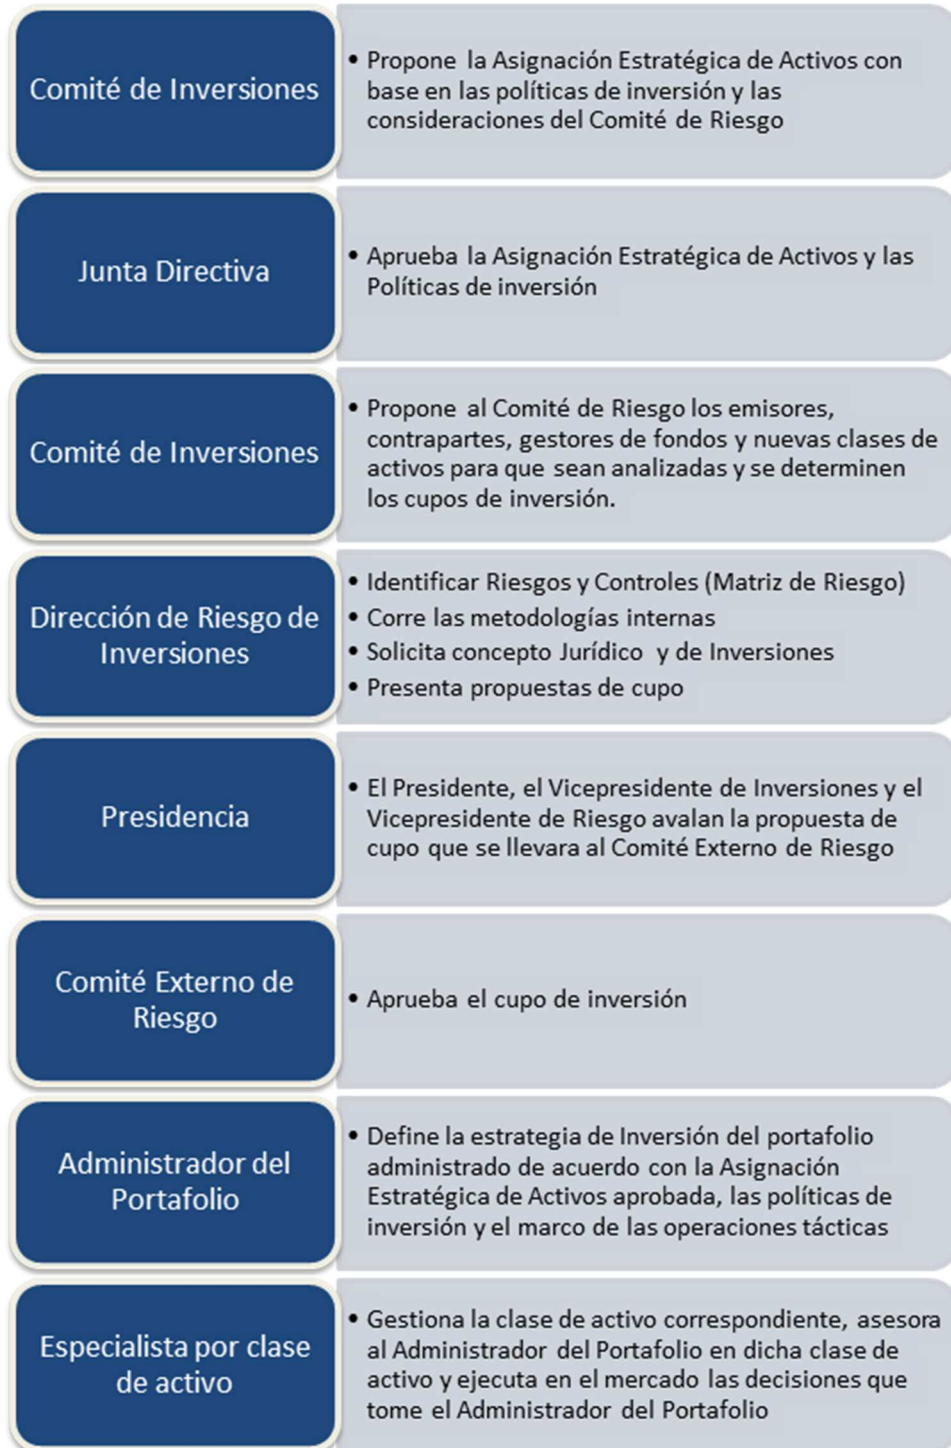 Comité de Inversiones
• Propone la Asignación Estratégica de Activos con
base en las políticas de inversión y las
consideraciones del Comité de Riesgo
Junta Directiva
• Aprueba la Asignación Estratégica de Activos y las
Políticas de inversión
Comité de Inversiones
• Propone al Comité de Riesgo los emisores,
contrapartes, gestores de fondos y nuevas clases de
activos para que sean analizadas y se determinen
los cupos de inversión.
Dirección de Riesgo de
Inversiones
• Identificar Riesgos y Controles (Matriz de Riesgo)
• Corre las metodologías internas
• Solicita concepto Jurídico y de Inversiones
• Presenta propuestas de cupo
Presidencia
• El Presidente, el Vicepresidente de Inversiones y el
Vicepresidente de Riesgo avalan la propuesta de
cupo que se llevara al Comité Externo de Riesgo
Comité Externo de
Riesgo
• Aprueba el cupo de inversión
Administrador del
Portafolio
• Define la estrategia de Inversión del portafolio
administrado de acuerdo con la Asignación
Estratégica de Activos aprobada, las políticas de
inversión y el marco de las operaciones tácticas
Especialista por clase
de activo
• Gestiona la clase de activo correspondiente, asesora
al Administrador del Portafolio en dicha clase de
activo y ejecuta en el mercado las decisiones que
tome el Administrador del Portafolio